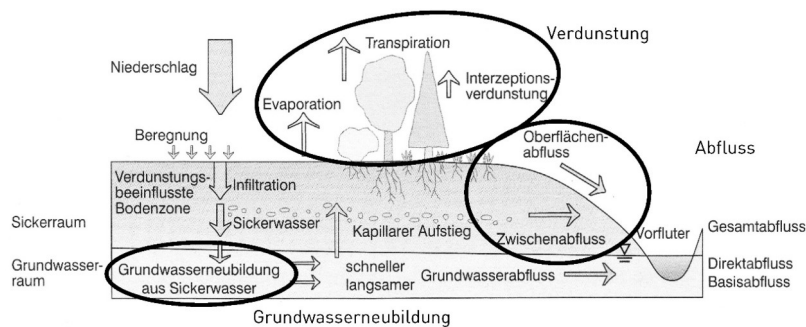 Verdunstung
Transpiration
Niederschlag
Interzeptions-
verdunstung
Evaporation
Beregnung
Oberflächen-
abfluss
Abfluss
Verdunstungs-
beeinflusste
Bodenzone
Infiltration
Sickerraum
Sickerwasser
Kapillarer Aufstieg
Zwischenabfluss
Vorfluter
Gesamtabfluss
Grundwasser-
raum
Grundwasserneubildung
aus Sickerwasser
schneller
langsamer
Grundwasserabfluss
Direktabfluss
Basisabfluss
Grundwasserneubildung